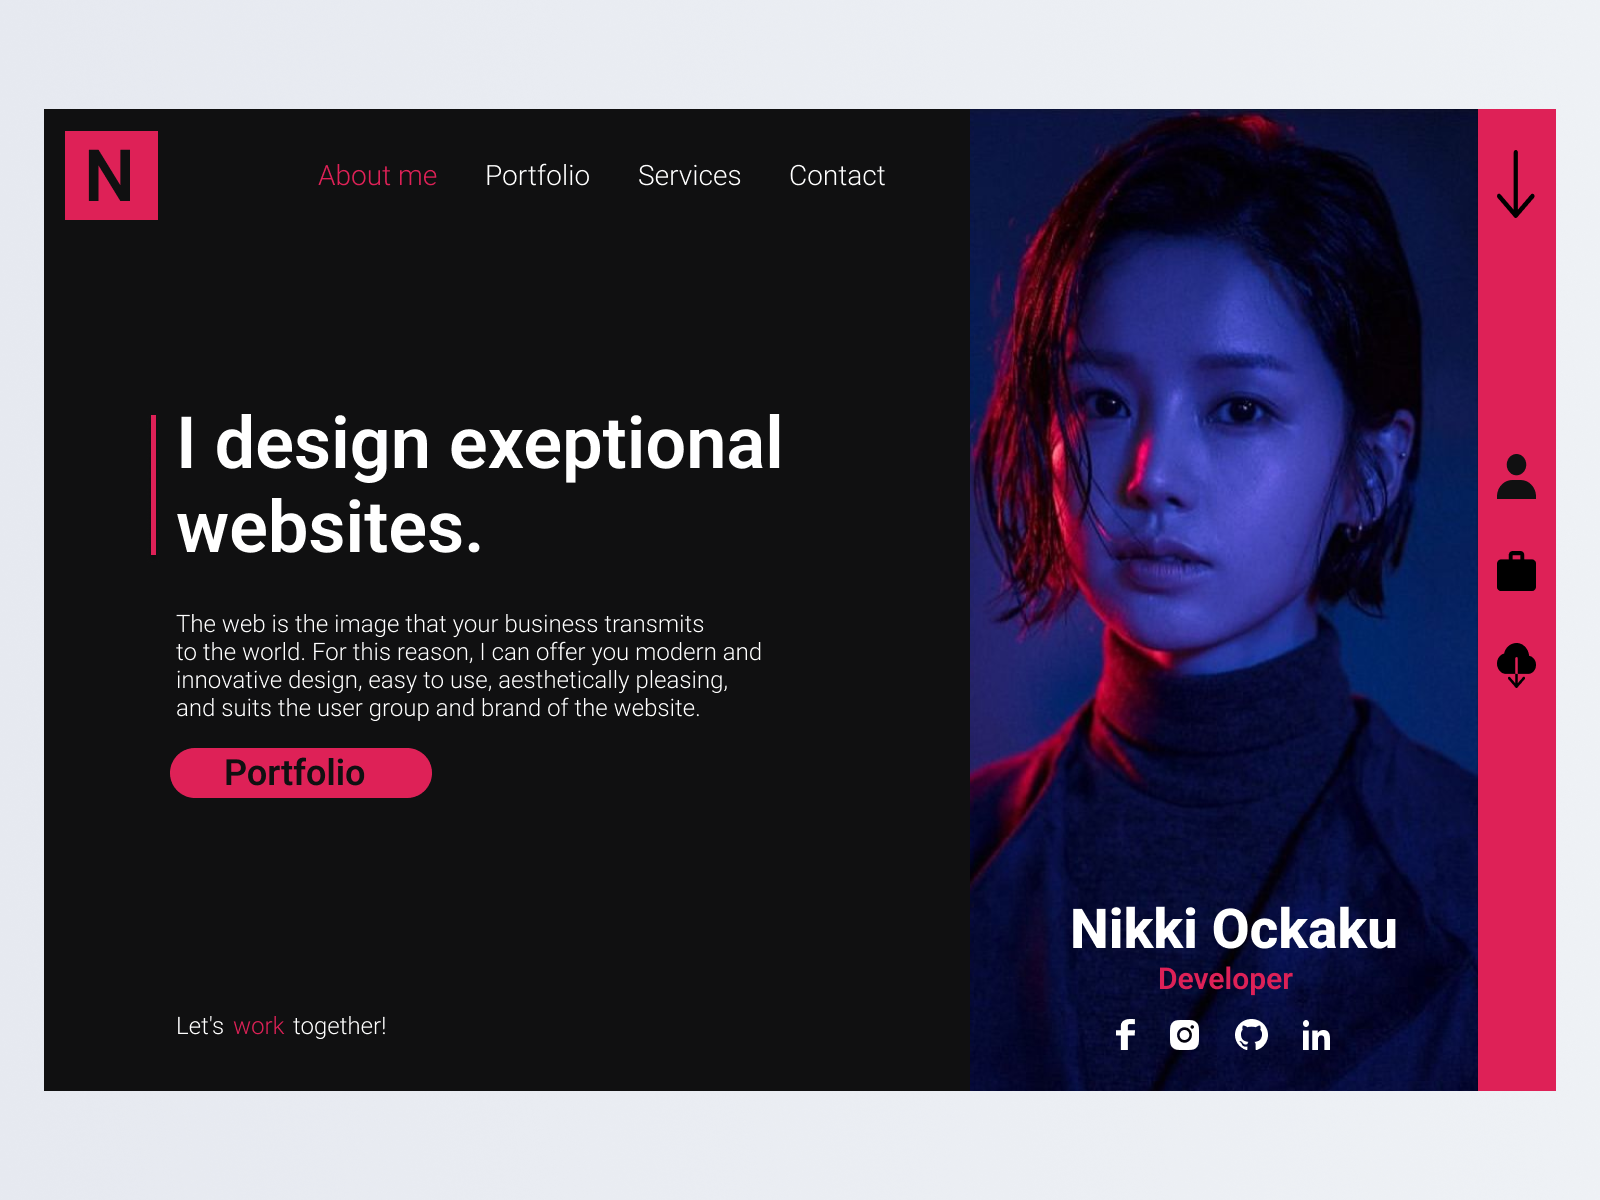 N
About me Portfolio Services Contact
I design exeptional
websites.
The web is the image that your business transmits
to the world. For this reason, I can offer you modern and
innovative design, easy to use, aesthetically pleasing,
and suits the user group and brand of the website.
Portfolio
Let's work together!
Nikki Ockaku
Developer
f in